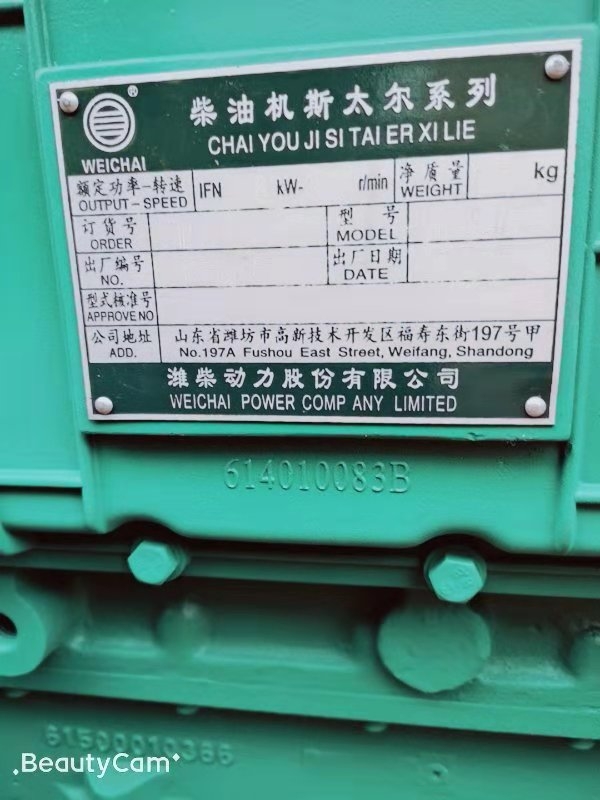 ®
柴油机斯太尔系列
WEICHAI
CHAI YOU JI SI TAI ER XI LIE
额定功率-转速 IFN kW- r/min 净质量 kg
OUTPUT-SPEED WEIGHT
订货号 型号
ORDER MODEL
出厂编号 出厂日期
NO. DATE
型式核准号
APPROVE NO
公司地址 山东省潍坊市高新技术开发区福寿东街197号甲
ADD. No.197A Fushou East Street, Weifang, Shandong
潍柴动力股份有限公司
WEICHAI POWER COMP ANY LIMITED
614010083B
61500010366
.BeautyCam+